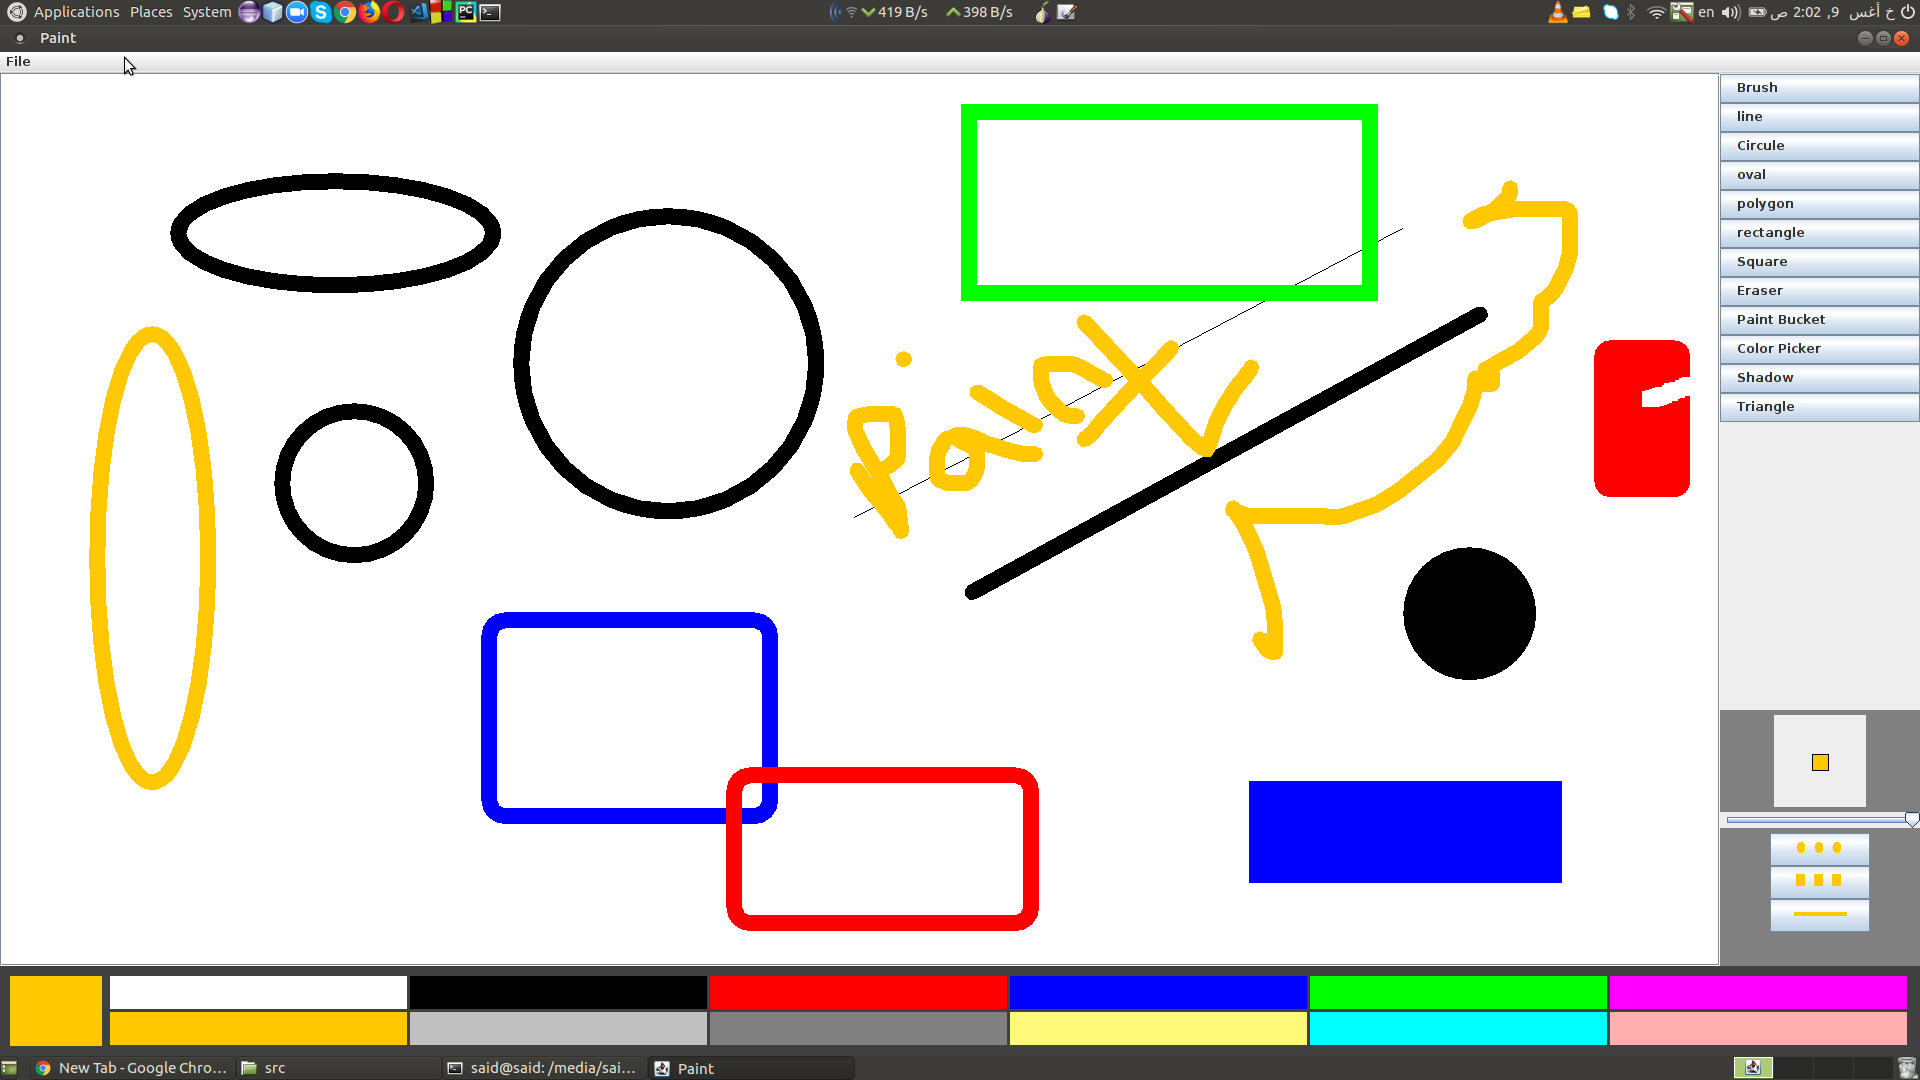 Applications Places System 419 B/s 398 B/s en ص 2:02 ,9 أغس خ
Paint
File
Brush
line
Circule
oval
polygon
rectangle
Square
Eraser
Paint Bucket
Color Picker
Shadow
Triangle
Paint
New Tab - Google Chro... src said@said: /media/sai... Paint